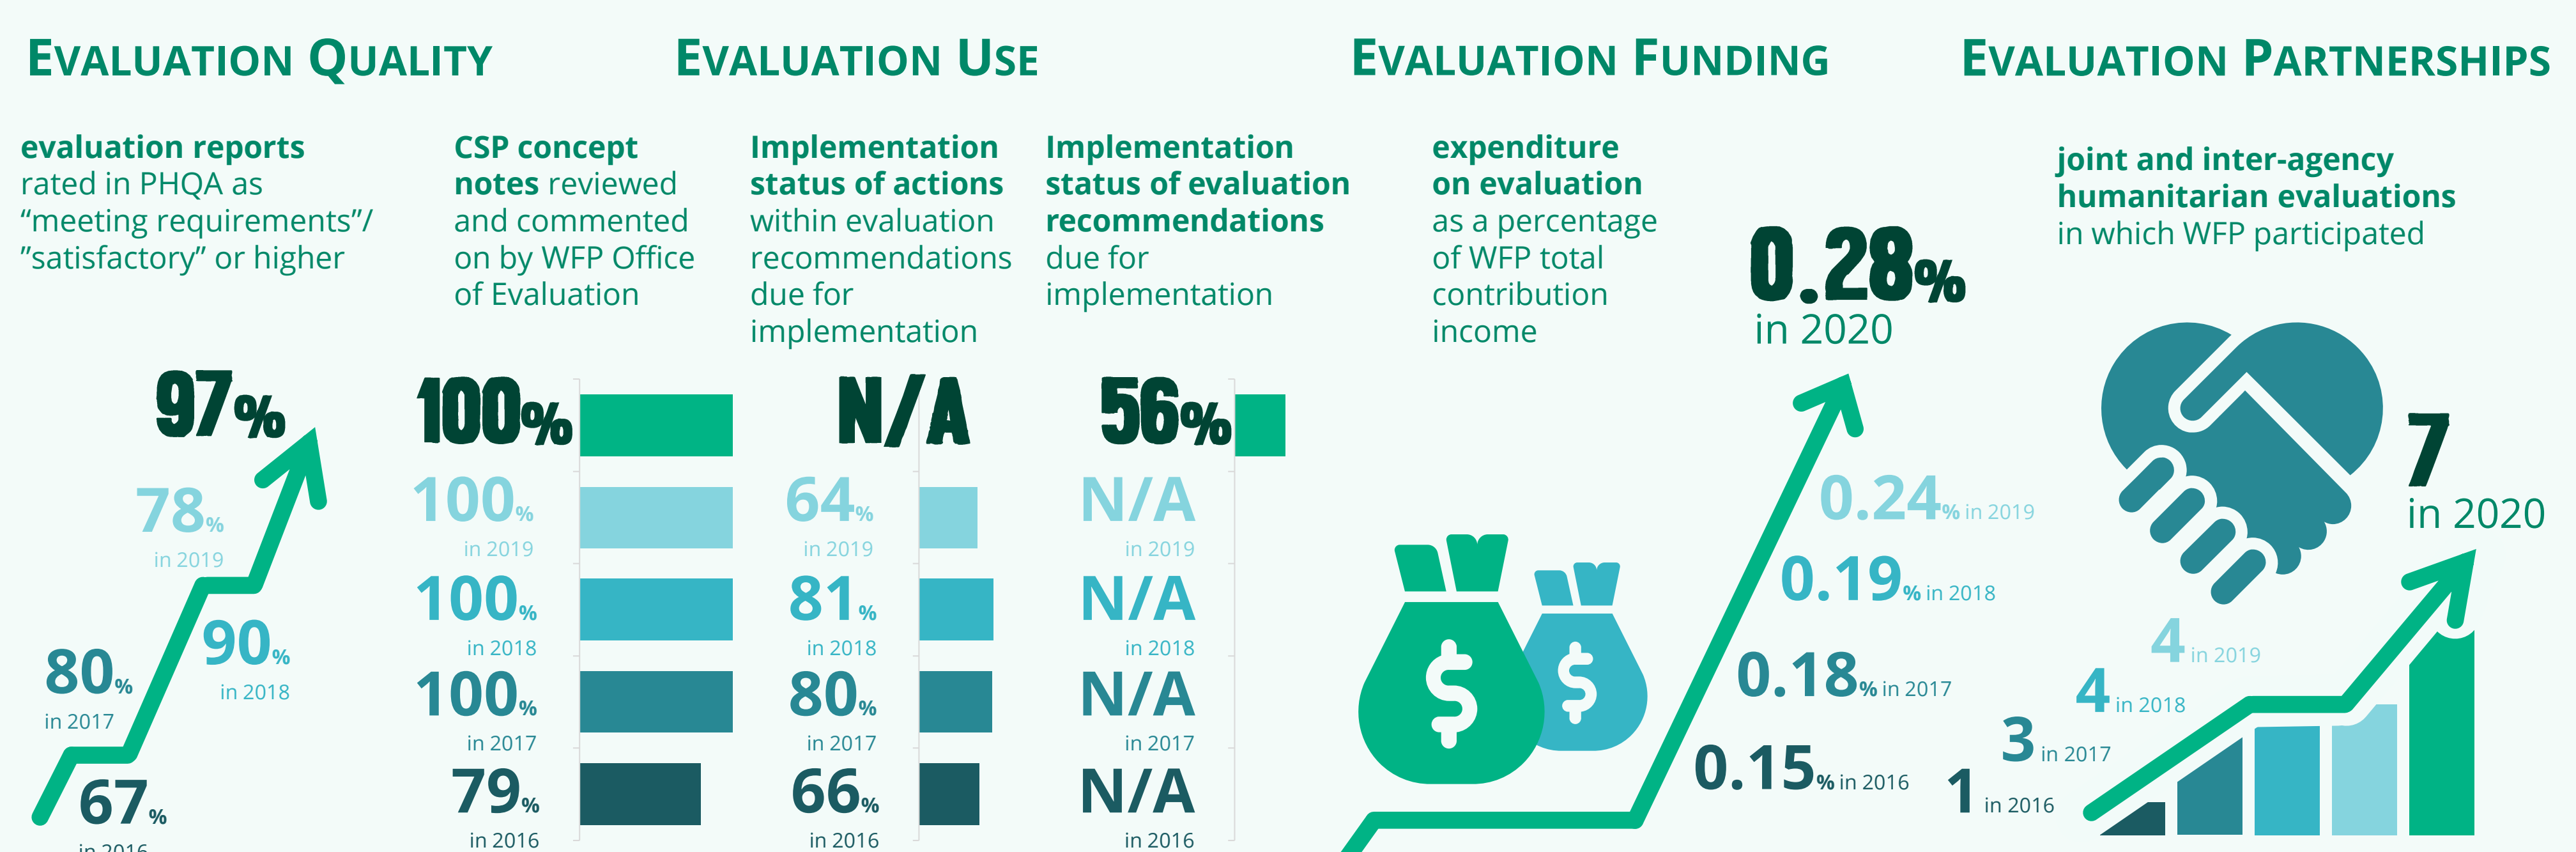 EVALUATION QUALITY
evaluation reports
rated in PHQA as
“meeting requirements”/
”satisfactory” or higher
97%
78%
in 2019
90%
in 2018
80%
in 2017
67%
in 2016
EVALUATION USE
CSP concept
notes reviewed
and commented
on by WFP Office
of Evaluation
100%
100%
in 2019
100%
in 2018
100%
in 2017
79%
in 2016
Implementation
status of actions
within evaluation
recommendations
due for
implementation
N/A
64%
in 2019
81%
in 2018
80%
in 2017
66%
in 2016
Implementation
status of evaluation
recommendations
due for
implementation
56%
N/A
in 2019
N/A
in 2018
N/A
in 2017
N/A
in 2016
EVALUATION FUNDING
expenditure
on evaluation
as a percentage
of WFP total
contribution
income
0.28%
in 2020
0.24% in 2019
0.19% in 2018
0.18% in 2017
0.15% in 2016
$
$
EVALUATION PARTNERSHIPS
joint and inter-agency
humanitarian evaluations
in which WFP participated
7
in 2020
4 in 2019
4 in 2018
3 in 2017
1 in 2016